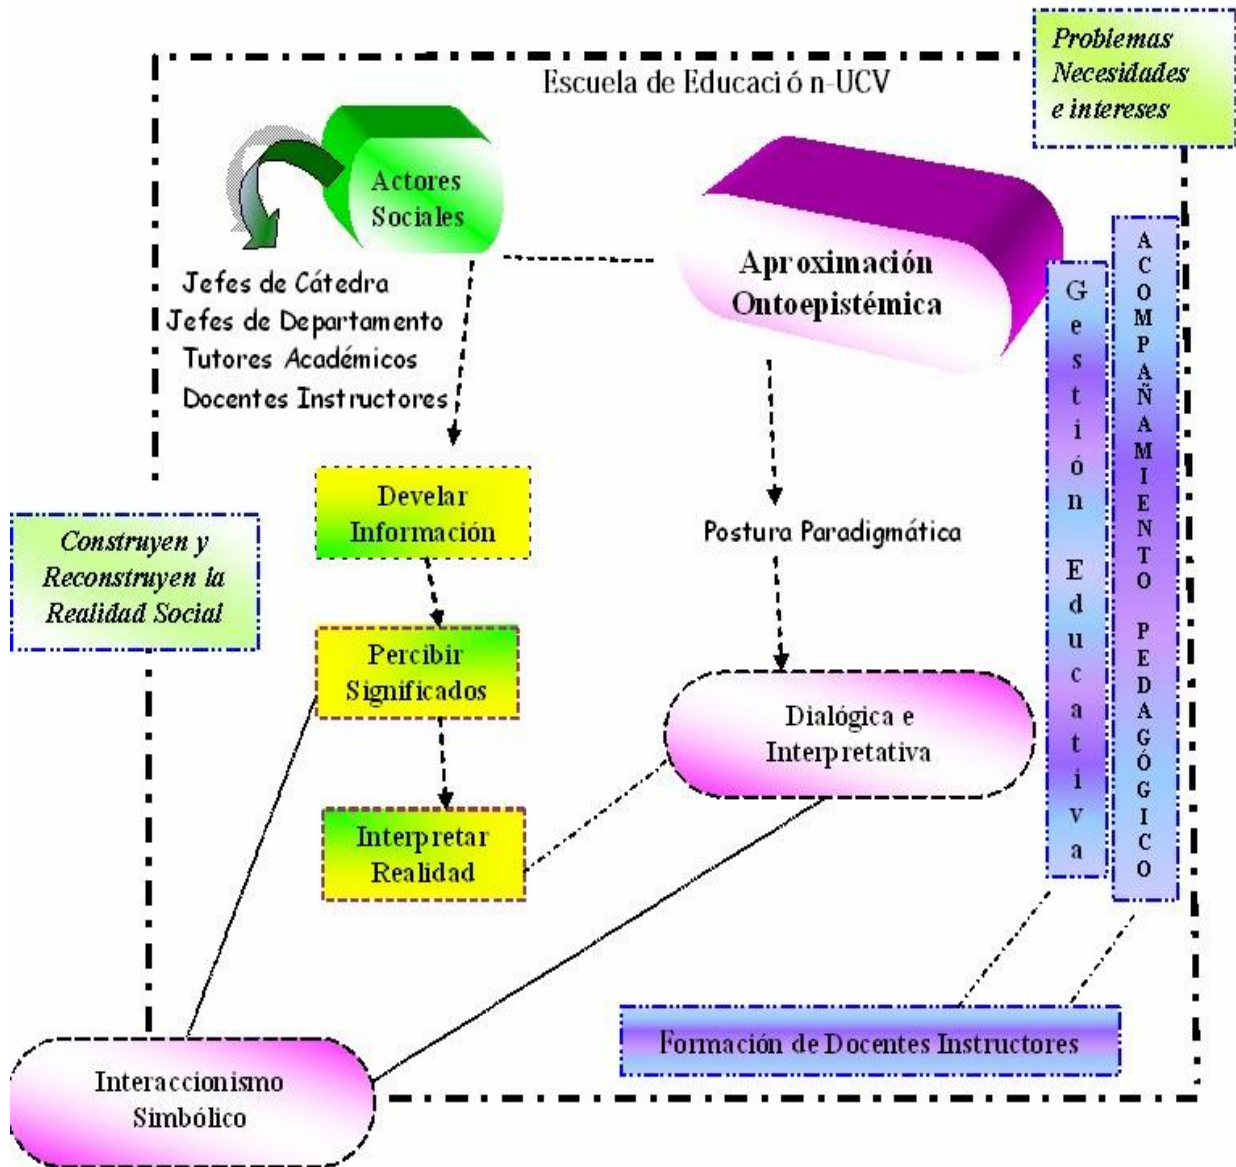 Problemas
Necesidades
e intereses
Escuela de Educació n-UCV
Actores
Sociales
Aproximación
Ontoepistémica
Jefes de Cátedra
Jefes de Departamento
Tutores Académicos
Docentes Instructores
Gestión Educativa
ACOMPAÑAMIENTO PEDAGÓGICO
Develar
Información
Postura Paradigmática
Construyen y
Reconstruyen la
Realidad Social
Percibir
Significados
Dialógica e
Interpretativa
Interpretar
Realidad
Formación de Docentes Instructores
Interaccionismo
Simbólico